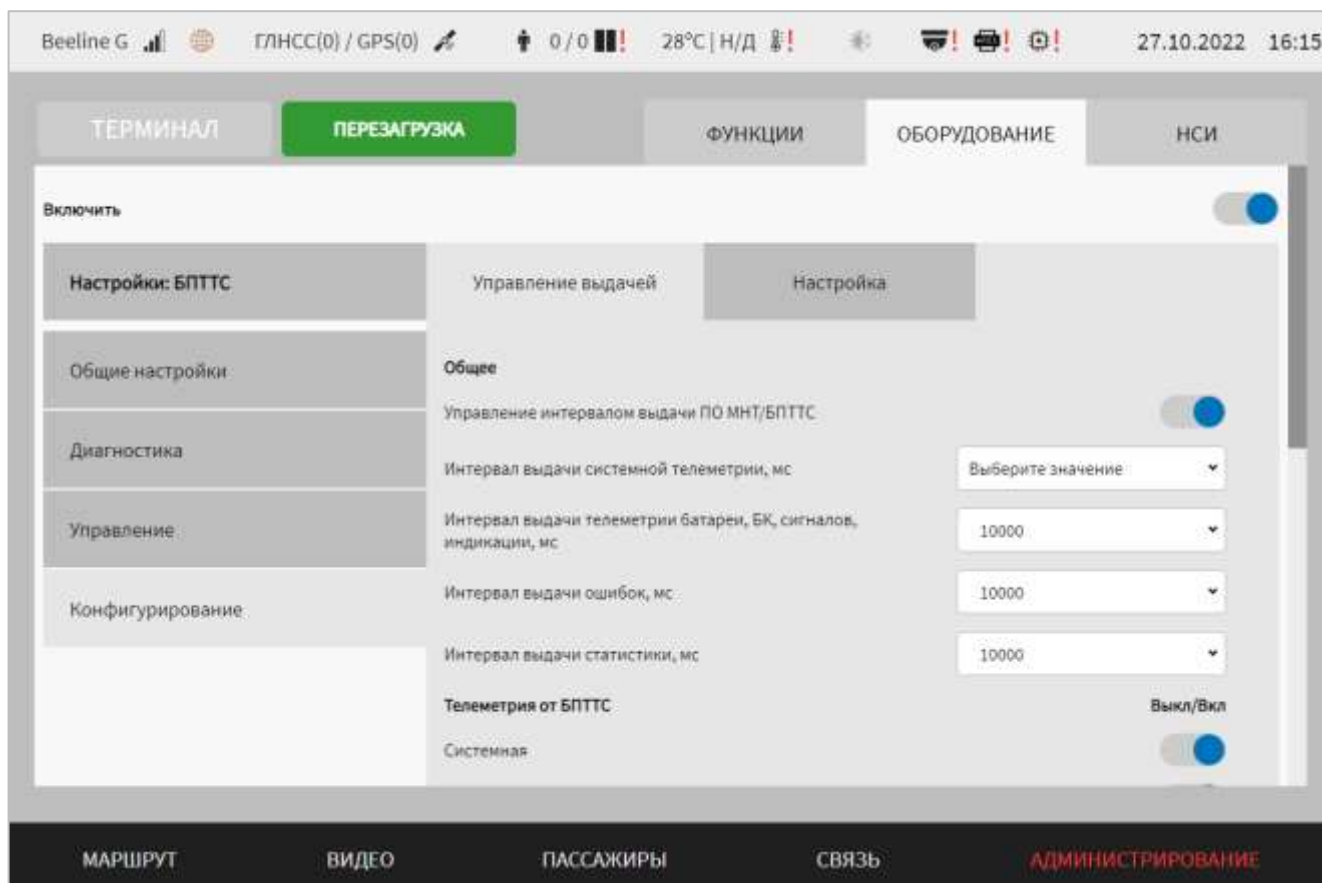 Beeline G ГЛНСС(0) / GPS(0) 0/0 ! 28°C | Н/Д ! ! ! ! 27.10.2022 16:15
ТЕРМИНАЛ ПЕРЕЗАГРУЗКА ФУНКЦИИ ОБОРУДОВАНИЕ НСИ
Включить
Настройки: БПТТС Управление выдачей Настройка
Общие настройки
Диагностика
Управление
Конфигурирование
Общее
Управление интервалом выдачи ПО МНТ/БПТТС
Интервал выдачи системной телеметрии, мс Выберите значение
Интервал выдачи телеметрии батареи, БК, сигналов,
индикации, мс 10000
Интервал выдачи ошибок, мс 10000
Интервал выдачи статистики, мс 10000
Телеметрия от БПТТС Выкл/Вкл
Системная
МАРШРУТ ВИДЕО ПАССАЖИРЫ СВЯЗЬ АДМИНИСТРИРОВАНИЕ